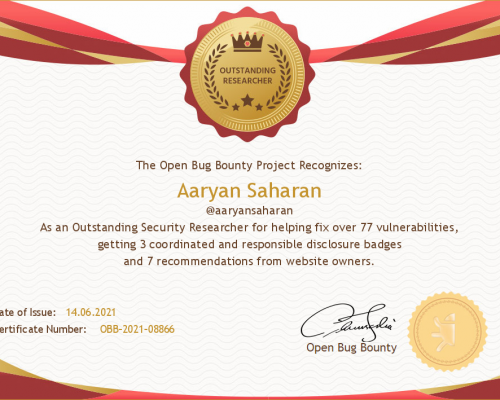 OUTSTANDING
RESEARCHER
The Open Bug Bounty Project Recognizes:
Aaryan Saharan
@aaryansaharan
As an Outstanding Security Researcher for helping fix over 77 vulnerabilities,
getting 3 coordinated and responsible disclosure badges
and 7 recommendations from website owners.
ate of Issue: 14.06.2021
ertificate Number: OBB-2021-08866
Open Bug Bounty